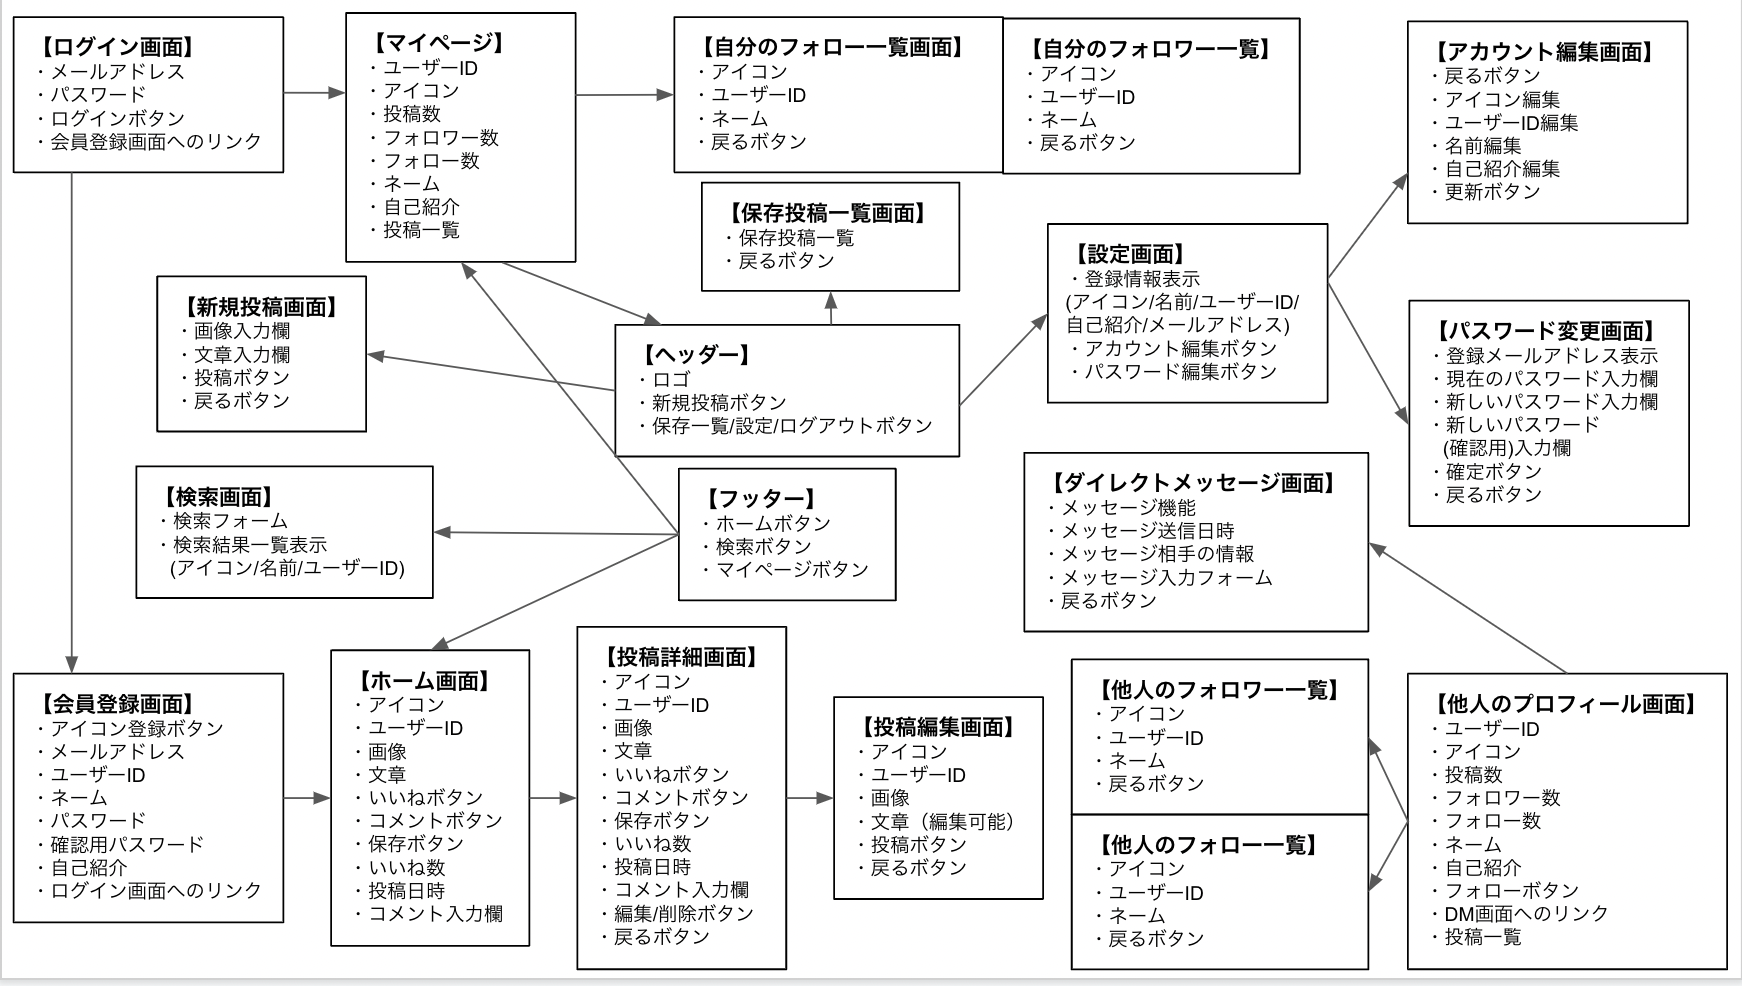 【ログイン画面】
・メールアドレス
・パスワード
・ログインボタン
・会員登録画面へのリンク
【マイページ】
・ユーザーID
・アイコン
・投稿数
・フォロワー数
・フォロー数
・ネーム
・自己紹介
・投稿一覧
【自分のフォロー一覧画面】
・アイコン
・ユーザーID
・ネーム
・戻るボタン
【自分のフォロワー一覧】
・アイコン
・ユーザーID
・ネーム
・戻るボタン
【アカウント編集画面】
・戻るボタン
・アイコン編集
・ユーザーID編集
・名前編集
・自己紹介編集
・更新ボタン
【保存投稿一覧画面】
・保存投稿一覧
・戻るボタン
【設定画面】
・登録情報表示
(アイコン/名前/ユーザーID/
自己紹介/メールアドレス)
・アカウント編集ボタン
・パスワード編集ボタン
【新規投稿画面】
・画像入力欄
・文章入力欄
・投稿ボタン
・戻るボタン
【ヘッダー】
・ロゴ
・新規投稿ボタン
・保存一覧/設定/ログアウトボタン
【パスワード変更画面】
・登録メールアドレス表示
・現在のパスワード入力欄
・新しいパスワード入力欄
・新しいパスワード
(確認用)入力欄
・確定ボタン
・戻るボタン
【検索画面】
・検索フォーム
・検索結果一覧表示
(アイコン/名前/ユーザーID)
【フッター】
・ホームボタン
・検索ボタン
・マイページボタン
【ダイレクトメッセージ画面】
・メッセージ機能
・メッセージ送信日時
・メッセージ相手の情報
・メッセージ入力フォーム
・戻るボタン
【会員登録画面】
・アイコン登録ボタン
・メールアドレス
・ユーザーID
・ネーム
・パスワード
・確認用パスワード
・自己紹介
・ログイン画面へのリンク
【ホーム画面】
・アイコン
・ユーザーID
・画像
・文章
・いいねボタン
・コメントボタン
・保存ボタン
・いいね数
・投稿日時
・コメント入力欄
【投稿詳細画面】
・アイコン
・ユーザーID
・画像
・文章
・いいねボタン
・コメントボタン
・保存ボタン
・いいね数
・投稿日時
・コメント入力欄
・編集/削除ボタン
・戻るボタン
【投稿編集画面】
・アイコン
・ユーザーID
・画像
・文章（編集可能）
・投稿ボタン
・戻るボタン
【他人のフォロワー一覧】
・アイコン
・ユーザーID
・ネーム
・戻るボタン
【他人のフォロー一覧】
・アイコン
・ユーザーID
・ネーム
・戻るボタン
【他人のプロフィール画面】
・ユーザーID
・アイコン
・投稿数
・フォロワー数
・フォロー数
・ネーム
・自己紹介
・フォローボタン
・DM画面へのリンク
・投稿一覧